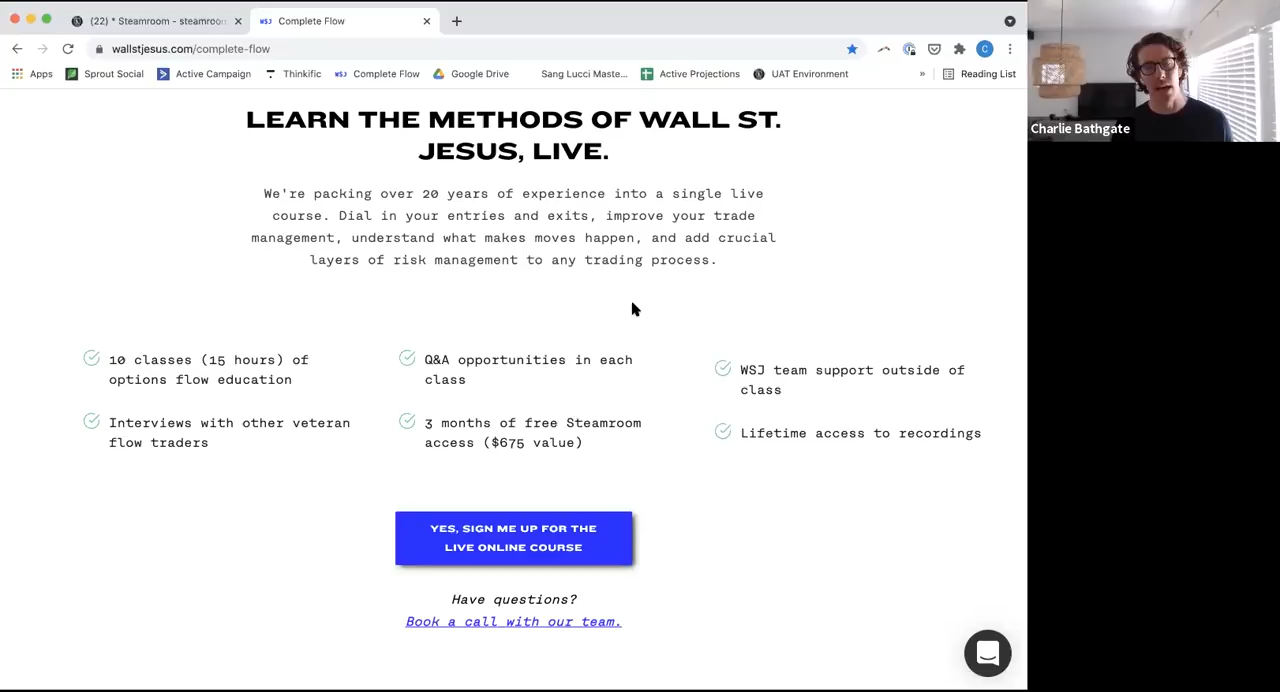 (22) * Steamroom - steamroo
WSJ Complete Flow
wallstjesus.com/complete-flow
C
Apps
Sprout Social
Active Campaign
Thinkific
WSJ Complete Flow
Google Drive
Sang Lucci Maste...
Active Projections
UAT Environment
»
Reading List
Charlie Bathgate
LEARN THE METHODS OF WALL ST.
JESUS, LIVE.
We're packing over 20 years of experience into a single live
course. Dial in your entries and exits, improve your trade
management, understand what makes moves happen, and add crucial
layers of risk management to any trading process.
10 classes (15 hours) of
options flow education
Interviews with other veteran
flow traders
Q&A opportunities in each
class
3 months of free Steamroom
access ($675 value)
WSJ team support outside of
class
Lifetime access to recordings
YES, SIGN ME UP FOR THE
LIVE ONLINE COURSE
Have questions?
Book a call with our team.